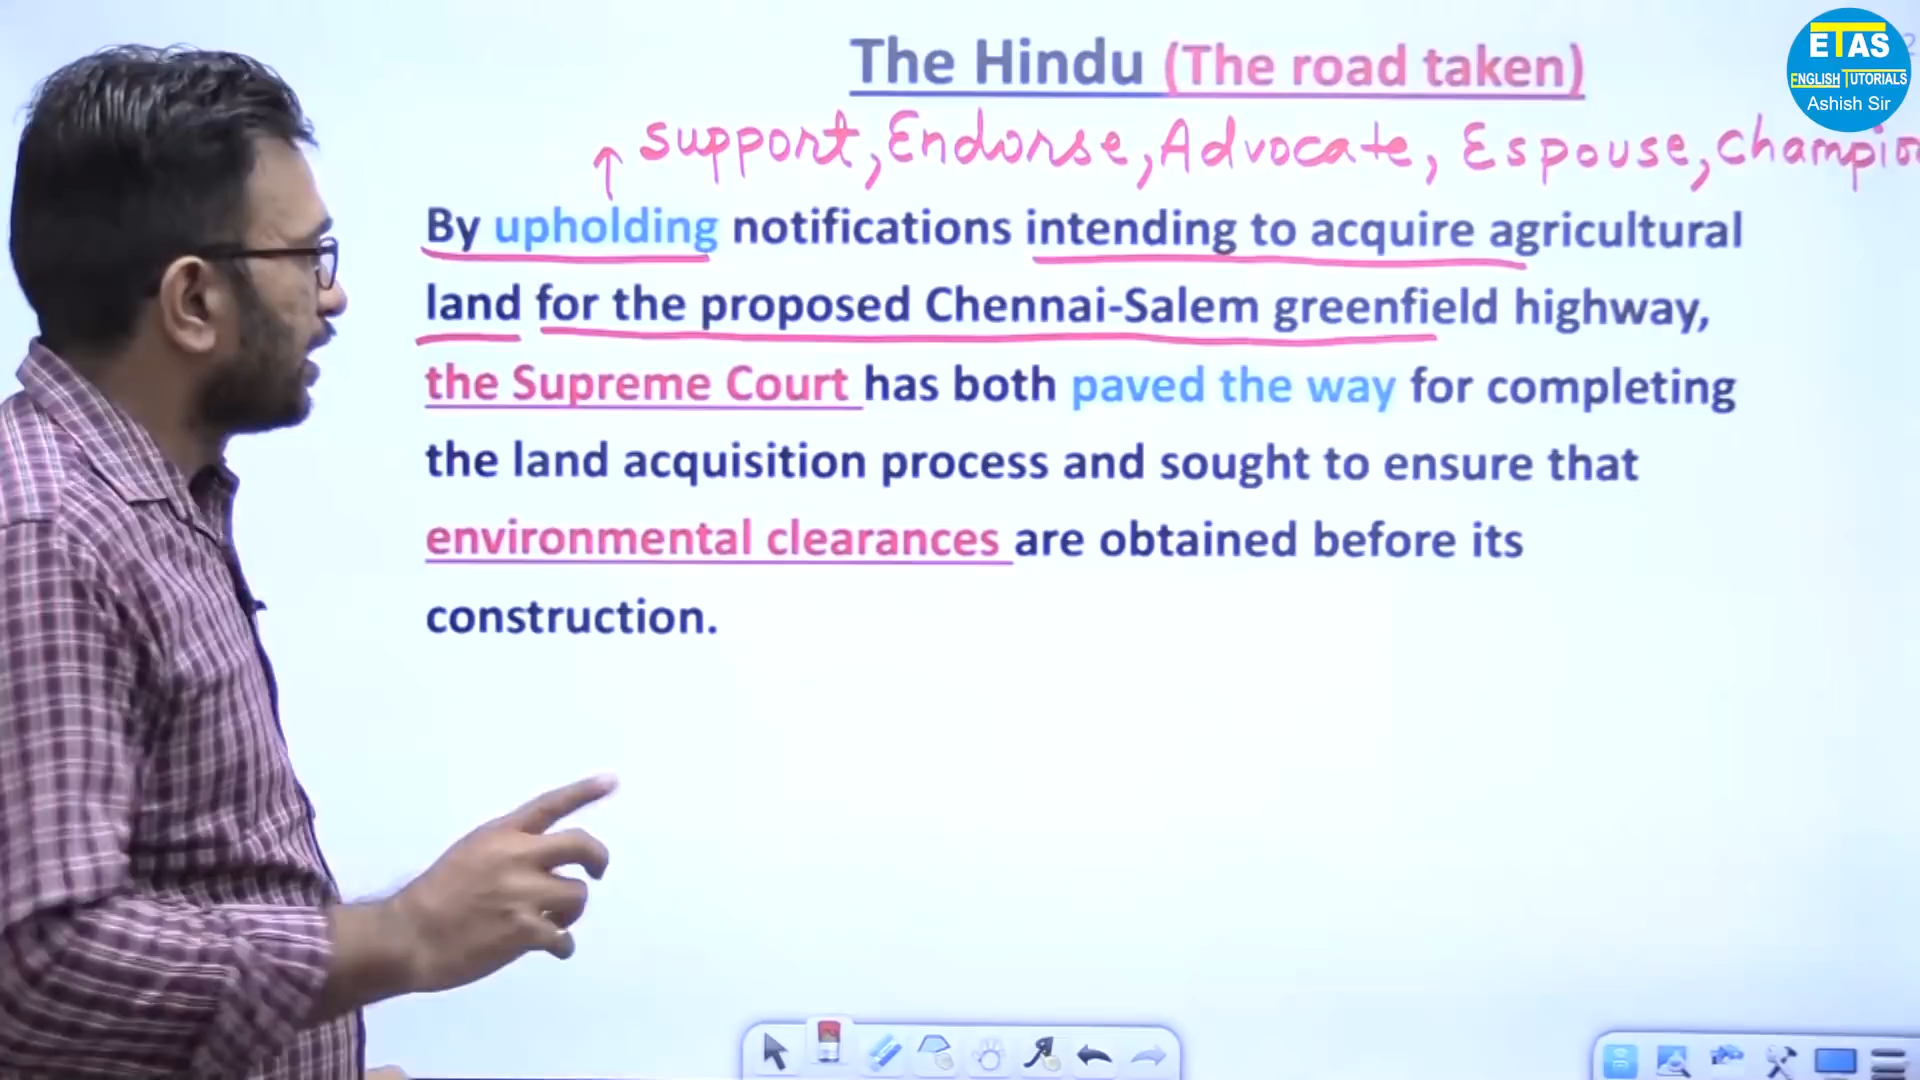 The Hindu (The road taken)
ETAS
ENGLISH TUTORIALS
Ashish Sir
support, Endorse, Advocate, Espouse, Champion
By upholding notifications intending to acquire agricultural
land for the proposed Chennai-Salem greenfield highway,
the Supreme Court has both paved the way for completing
the land acquisition process and sought to ensure that
environmental clearances are obtained before its
construction.